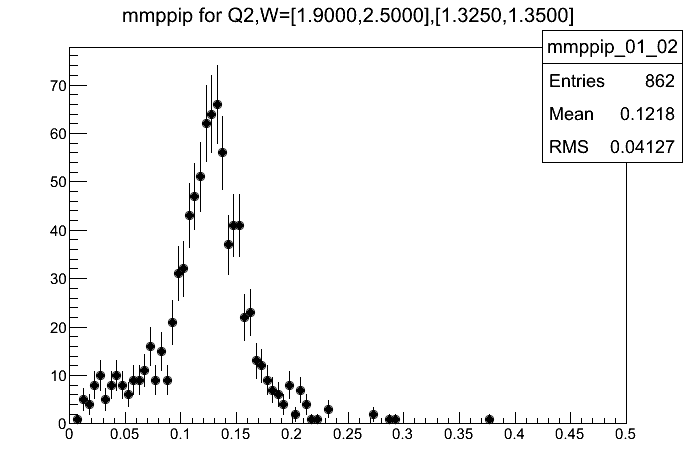 mmppip for Q2,W=[1.9000,2.5000],[1.3250,1.3500]
mmppip_01_02
Entries 862
Mean 0.1218
RMS 0.04127
70
60
50
40
30
20
10
0
0 0.05 0.1 0.15 0.2 0.25 0.3 0.35 0.4 0.45 0.5